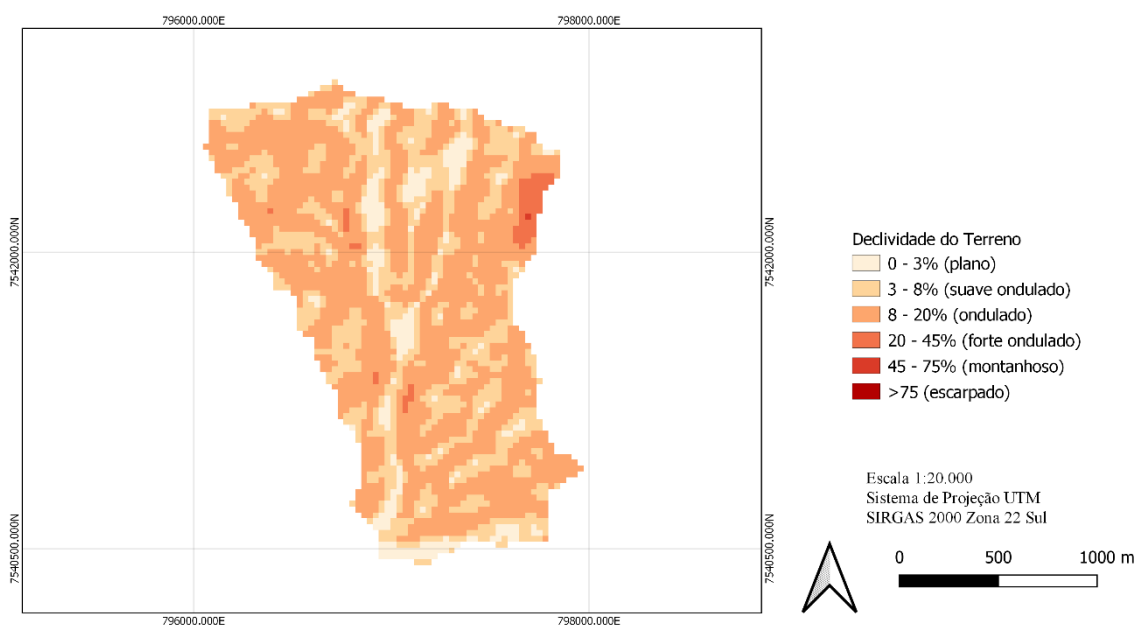 796000.000E
798000.000E
7542000.000N
7542000.000N
7540500.000N
7540500.000N
796000.000E
798000.000E
Declividade do Terreno
0 - 3% (plano)
3 - 8% (suave ondulado)
8 - 20% (ondulado)
20 - 45% (forte ondulado)
45 - 75% (montanhoso)
>75 (escarpado)
Escala 1:20.000
Sistema de Projeção UTM
SIRGAS 2000 Zona 22 Sul
0 500 1000 m